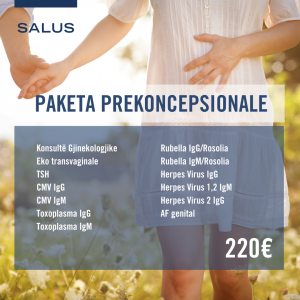 SALUS
PAKETA PREKONCEPSIONALE
Konsultë Gjinekologjike
Eko transvaginale
TSH
CMV IgG
CMV IgM
Toxoplasma IgG
Toxoplasma IgM
Rubella IgG/Rosolia
Rubella IgM/Rosolia
Herpes Virus IgG
Herpes Virus 1,2 IgM
Herpes Virus 2 IgG
AF genital
220€